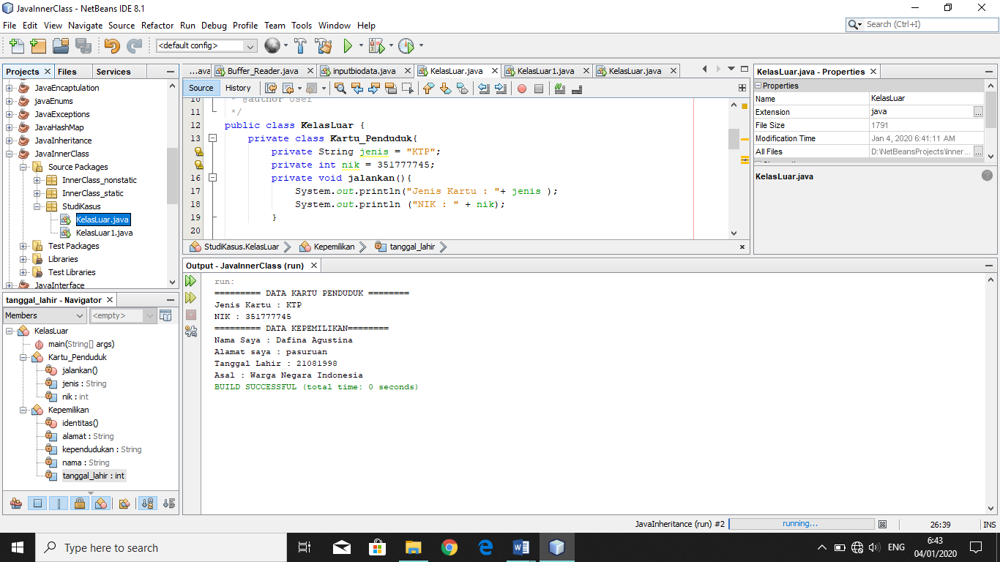 JavaInnerClass - NetBeans IDE 8.1
File Edit View Navigate Source Refactor Run Debug Profile Team Tools Window Help
Search (Ctrl+I)
<default config>
Projects Files Services
JavaEncaptulation
javaEnums
JavaExceptions
JavaHashMap
JavaInheritance
JavaInnerClass
Source Packages
InnerClass_nonstatic
InnerClass_static
StudiKasus
KelasLuar.java
KelasLuar1.java
Test Packages
Libraries
Test Libraries
JavaInterface
tanggal_lahir - Navigator
Members <empty>
KelasLuar
main(String[] args)
Kartu_Penduduk
jalankan()
jenis : String
nik : int
Kepemilikan
identitas()
alamat : String
kependudukan : String
nama : String
tanggal_lahir : int
...ava Buffer_Reader.java inputbiodata.java KelasLuar.java KelasLuar1.java KelasLuar.java
Source History
10 * @author User
11 */
12 public class KelasLuar {
13 private class Kartu_Penduduk{
private String jenis = "KTP";
private int nik = 351777745;
16 private void jalankan(){
17 System.out.println("Jenis Kartu : "+ jenis );
18 System.out.println ("NIK : " + nik);
19 }
20
StudiKasus.KelasLuar Kepemilikan tanggal_lahir
Output - JavaInnerClass (run)
run:
========= DATA KARTU PENDUDUK ========
Jenis Kartu : KTP
NIK : 351777745
========= DATA KEPEMILIKAN========
Nama Saya : Dafina Agustina
Alamat saya : pasuruan
Tanggal Lahir : 21081998
Asal : Warga Negara Indonesia
BUILD SUCCESSFUL (total time: 0 seconds)
KelasLuar.java - Properties
Properties
Name KelasLuar
Extension java ...
File Size 1791
Modification Time Jan 4, 2020 6:41:11 AM
All Files D:\NetBeansProjects\Inner... ...
KelasLuar.java
JavaInheritance (run) #2 running... 26:39 INS
Type here to search
ENG
6:43
04/01/2020